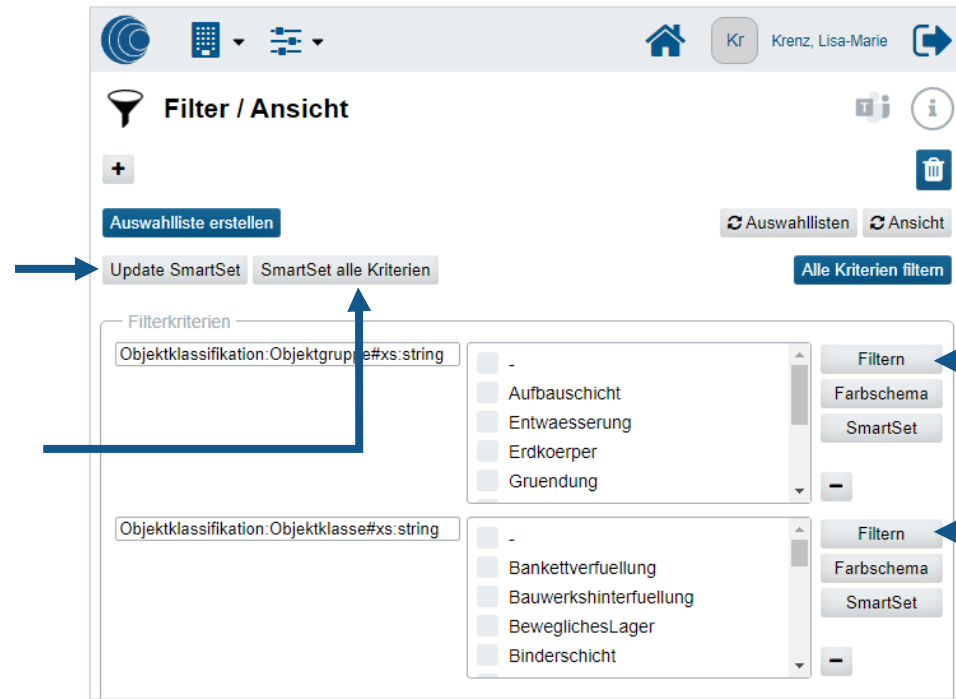 Kr Krenz, Lisa-Marie
Filter / Ansicht
T i
+
Auswahlliste erstellen Auswahllisten Ansicht
Update SmartSet SmartSet alle Kriterien Alle Kriterien filtern
Filterkriterien
Objektklassifikation:Objektgruppe#xs:string - Filtern
Aufbauschicht Farbschema
Entwaesserung SmartSet
Erdkoerper
Gruendung −
Objektklassifikation:Objektklasse#xs:string - Filtern
Bankettverfuellung Farbschema
Bauwerkshinterfuellung SmartSet
BeweglichesLager
Binderschicht −